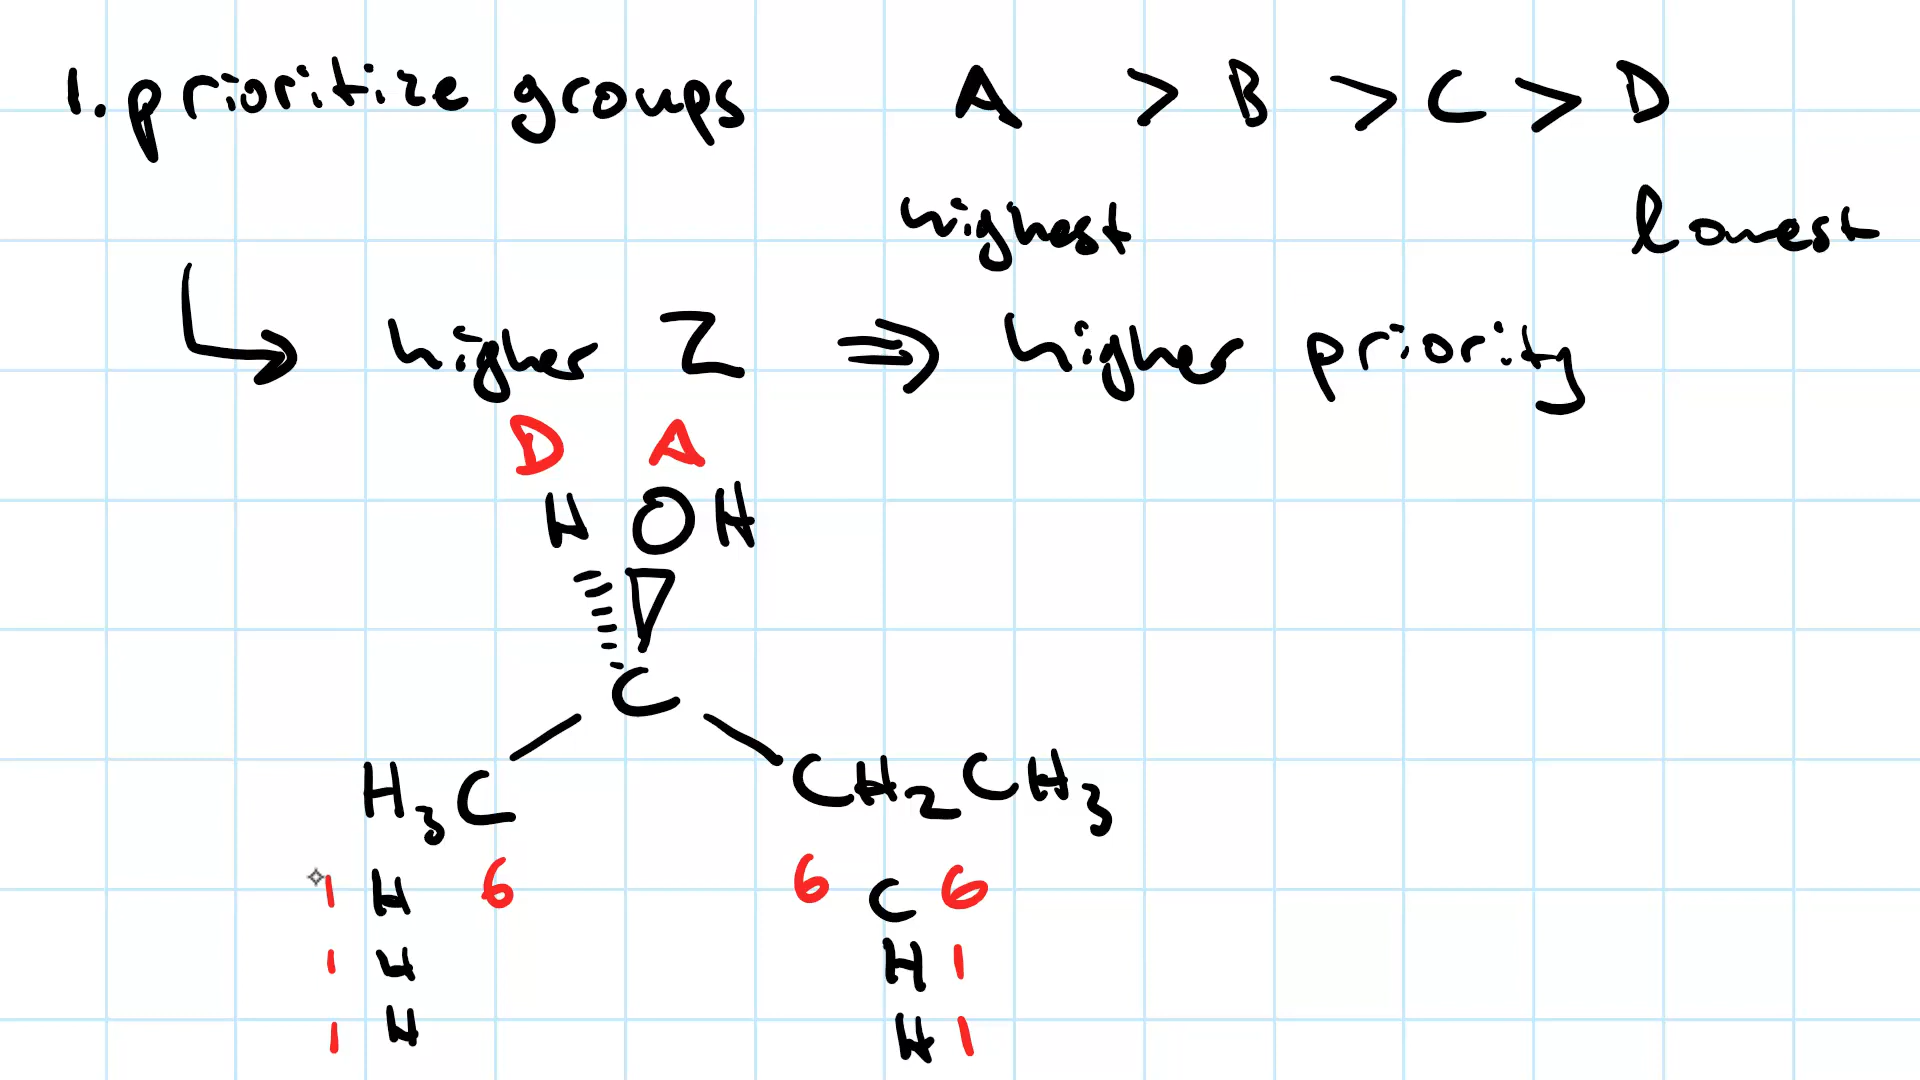 1. prioritize groups A > B > C > D
highest lowest
↳ higher Z ⇒ higher priority
D A
H OH
C
H₃C CH₂CH₃
1 H 6 6 C 6
1 H H 1
1 H H 1